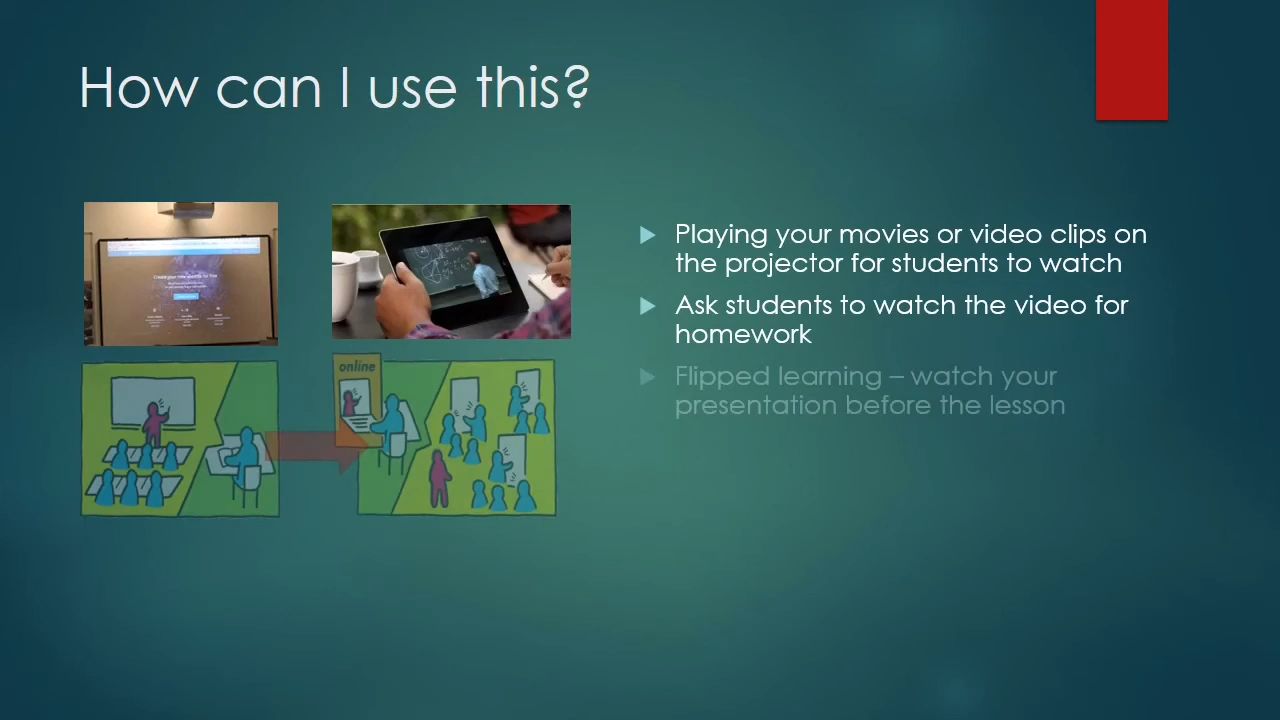 How can I use this?
Playing your movies or video clips on
the projector for students to watch
Ask students to watch the video for
homework
Flipped learning – watch your
presentation before the lesson
online